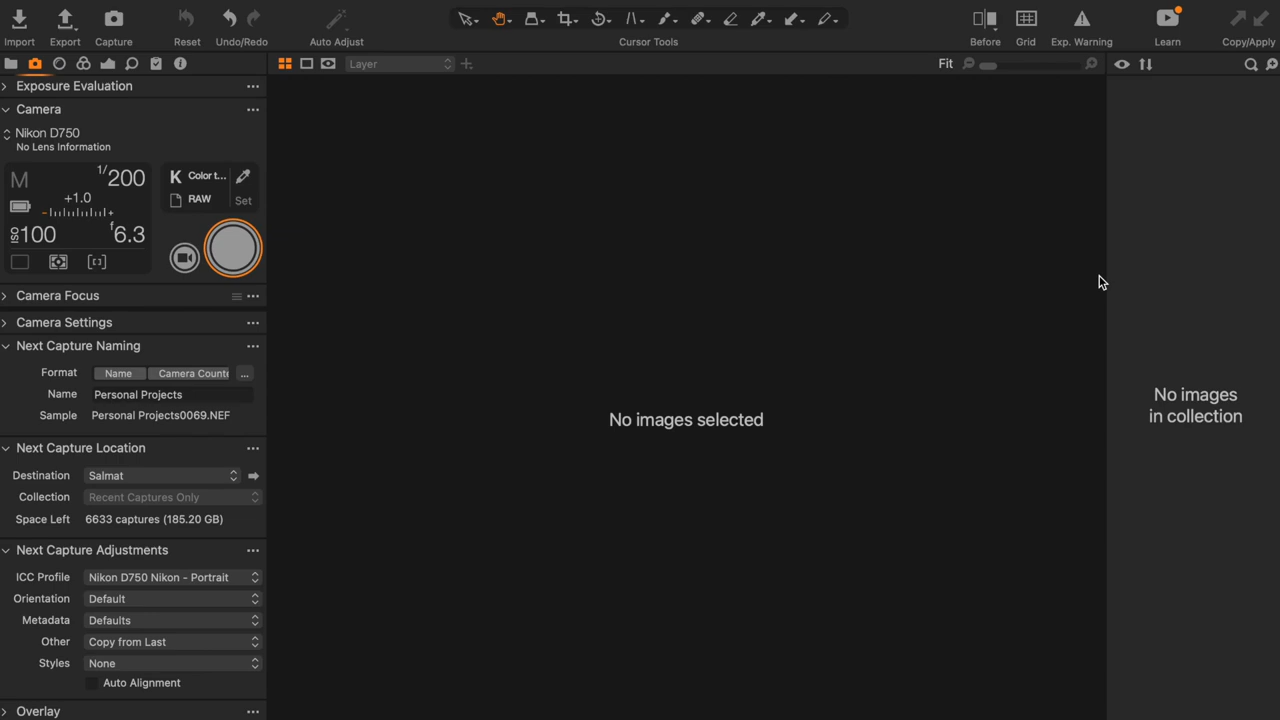 Import
Export
Capture
Reset
Undo/Redo
Auto Adjust
Cursor Tools
Before
Grid
Exp. Warning
Learn
Copy/Apply
Layer
Fit
Exposure Evaluation
Camera
Nikon D750
No Lens Information
M
1/200
+1.0
ISO 100
f6.3
K Color t...
RAW
Set
Camera Focus
Camera Settings
Next Capture Naming
Format Name Camera Counte ...
Name Personal Projects
Sample Personal Projects0069.NEF
Next Capture Location
Destination Salmat
Collection Recent Captures Only
Space Left 6633 captures (185.20 GB)
Next Capture Adjustments
ICC Profile Nikon D750 Nikon - Portrait
Orientation Default
Metadata Defaults
Other Copy from Last
Styles None
Auto Alignment
Overlay
No images selected
No images
in collection